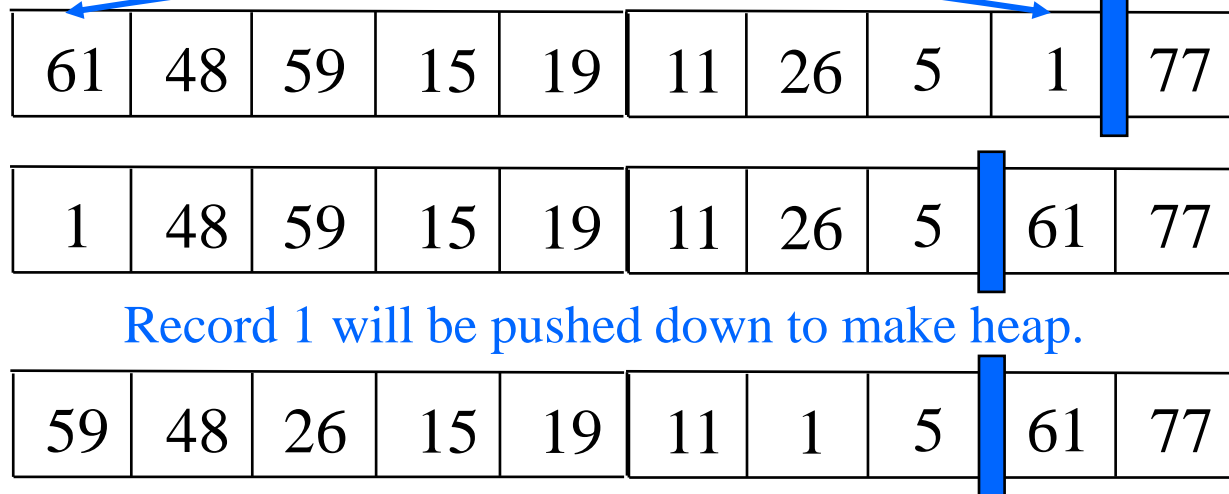 61 48 59 15 19 11 26 5 1 77
1 48 59 15 19 11 26 5 61 77
Record 1 will be pushed down to make heap.
59 48 26 15 19 11 1 5 61 77